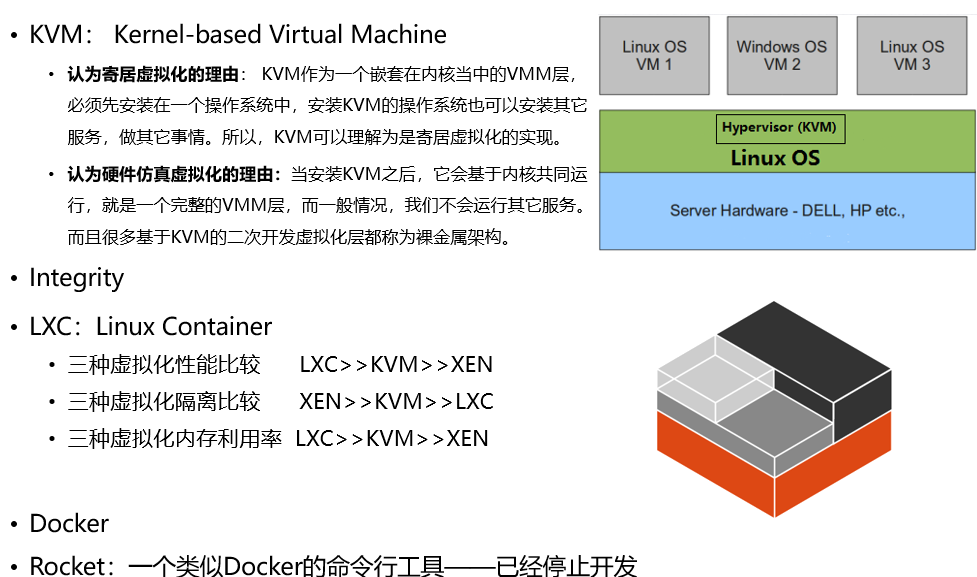 • KVM： Kernel-based Virtual Machine
• 认为寄居虚拟化的理由： KVM作为一个嵌套在内核当中的VMM层，
必须先安装在一个操作系统中，安装KVM的操作系统也可以安装其它
服务，做其它事情。所以，KVM可以理解为是寄居虚拟化的实现。
• 认为硬件仿真虚拟化的理由：当安装KVM之后，它会基于内核共同运
行，就是一个完整的VMM层，而一般情况，我们不会运行其它服务。
而且很多基于KVM的二次开发虚拟化层都称为裸金属架构。
Linux OS
VM 1
Windows OS
VM 2
Linux OS
VM 3
Hypervisor (KVM)
Linux OS
Server Hardware - DELL, HP etc.,
• Integrity
• LXC：Linux Container
• 三种虚拟化性能比较 LXC>>KVM>>XEN
• 三种虚拟化隔离比较 XEN>>KVM>>LXC
• 三种虚拟化内存利用率 LXC>>KVM>>XEN
• Docker
• Rocket：一个类似Docker的命令行工具——已经停止开发